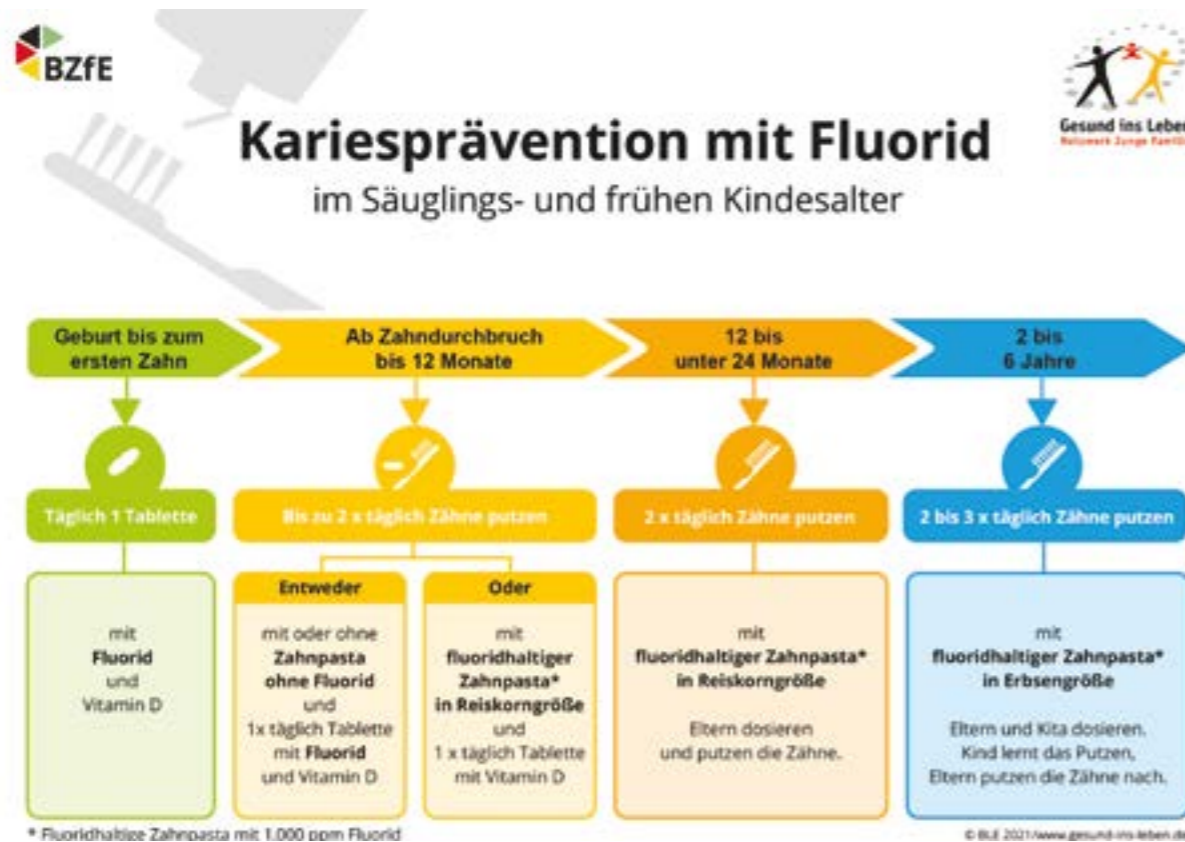 BZfE
Gesund ins Leben
Netzwerk Junge Familie
Kariesprävention mit Fluorid
im Säuglings- und frühen Kindesalter
Geburt bis zum
ersten Zahn
Ab Zahndurchbruch
bis 12 Monate
12 bis
unter 24 Monate
2 bis
6 Jahre
Täglich 1 Tablette
Bis zu 2 x täglich Zähne putzen
2 x täglich Zähne putzen
2 bis 3 x täglich Zähne putzen
mit
Fluorid
und
Vitamin D
Entweder
mit oder ohne
Zahnpasta
ohne Fluorid
und
1x täglich Tablette
mit Fluorid
und Vitamin D
Oder
mit
fluoridhaltiger
Zahnpasta*
in Reiskorngröße
und
1 x täglich Tablette
mit Vitamin D
mit
fluoridhaltiger Zahnpasta*
in Reiskorngröße
Eltern dosieren
und putzen die Zähne.
mit
fluoridhaltiger Zahnpasta*
in Erbsengröße
Eltern und Kita dosieren.
Kind lernt das Putzen,
Eltern putzen die Zähne nach.
* Fluoridhaltige Zahnpasta mit 1.000 ppm Fluorid
© BLE 2021/www.gesund-ins-leben.de